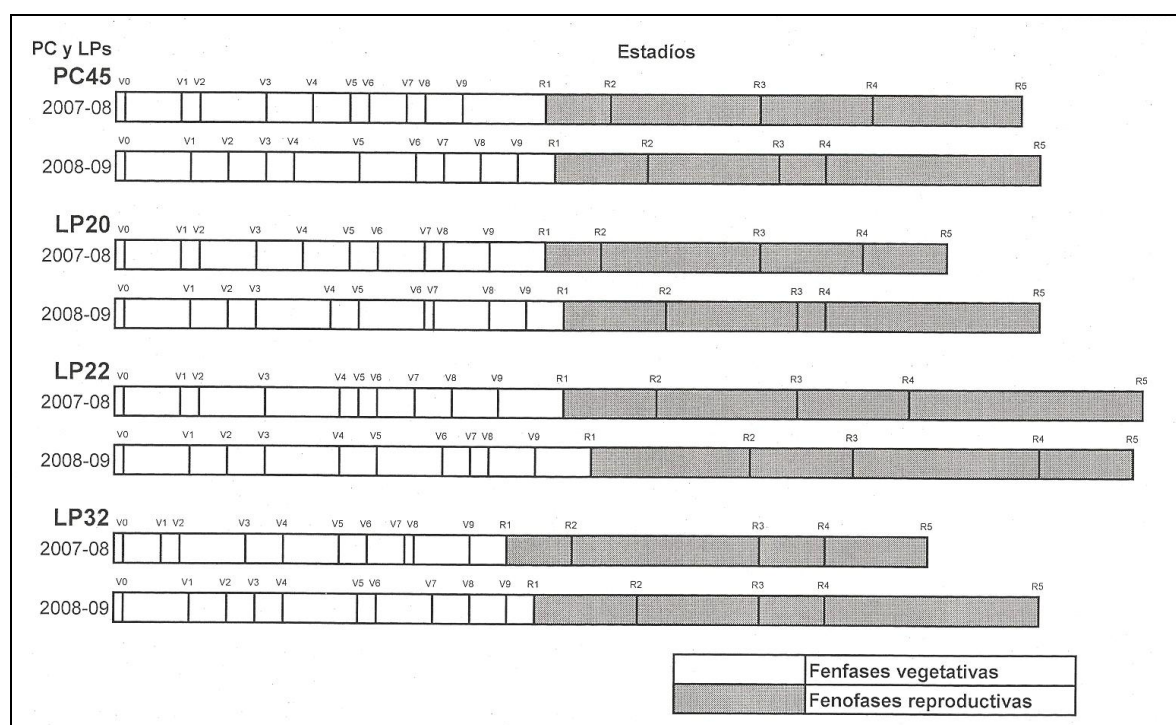 PC y LPs
Estadíos
PC45
V0 V1 V2 V3 V4 V5 V6 V7 V8 V9 R1 R2 R3 R4 R5
2007-08
V1 V2 V3 V4 V5 V6 V7 V8 V9 R1 R2 R3 R4 R5
2008-09
LP20
V0 V1 V2 V3 V4 V5 V6 V7 V8 V9 R1 R2 R3 R4 R5
2007-08
V0 V1 V2 V3 V4 V5 V6 V7 V8 V9 R1 R2 R3 R4 R5
2008-09
LP22
V0 V1 V2 V3 V4 V5 V6 V7 V8 V9 R1 R2 R3 R4 R5
2007-08
V0 V1 V2 V3 V4 V5 V6 V7 V8 V9 R1 R2 R3 R4 R5
2008-09
LP32
V0 V1 V2 V3 V4 V5 V6 V7 V8 V9 R1 R2 R3 R4 R5
2007-08
V0 V1 V2 V3 V4 V5 V6 V7 V8 V9 R1 R2 R3 R4 R5
2008-09
Fenfases vegetativas
Fenofases reproductivas